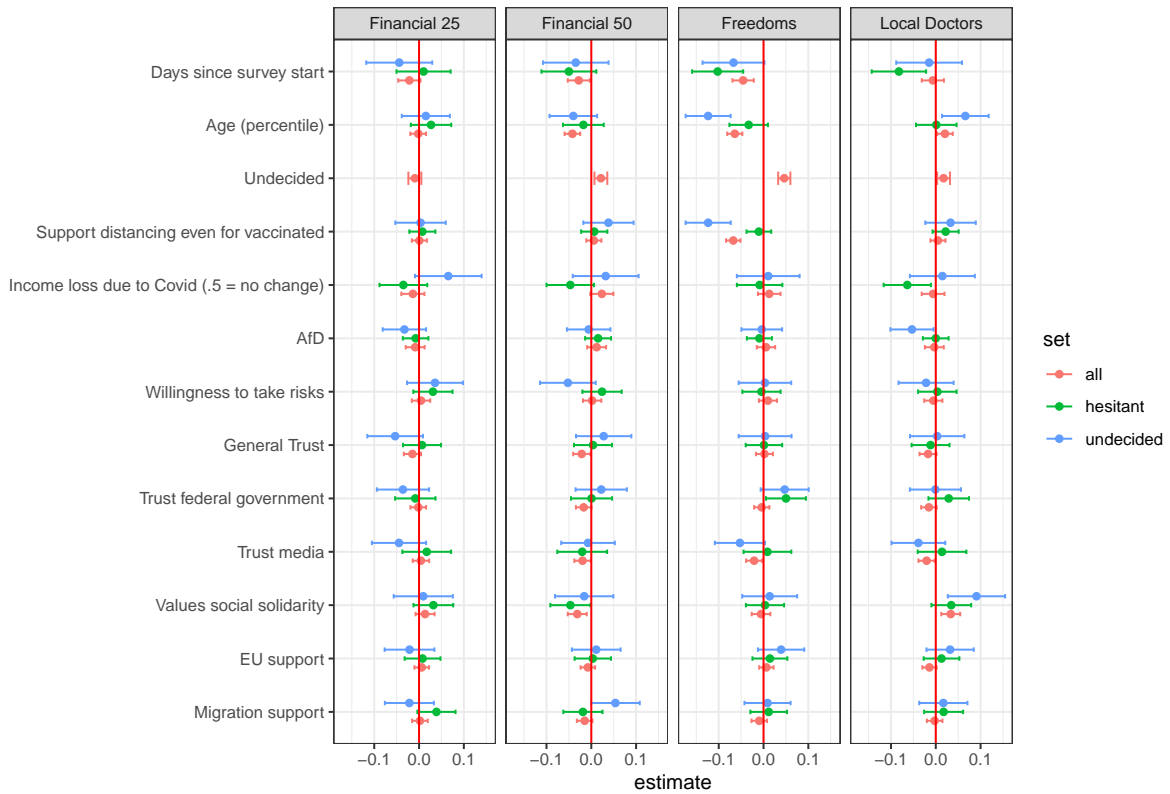 Financial 25 Financial 50 Freedoms Local Doctors
Days since survey start
Age (percentile)
Undecided
Support distancing even for vaccinated
Income loss due to Covid (.5 = no change)
AfD
Willingness to take risks
General Trust
Trust federal government
Trust media
Values social solidarity
EU support
Migration support
set
all
hesitant
undecided
−0.1 0.0 0.1 −0.1 0.0 0.1 −0.1 0.0 0.1 −0.1 0.0 0.1
estimate